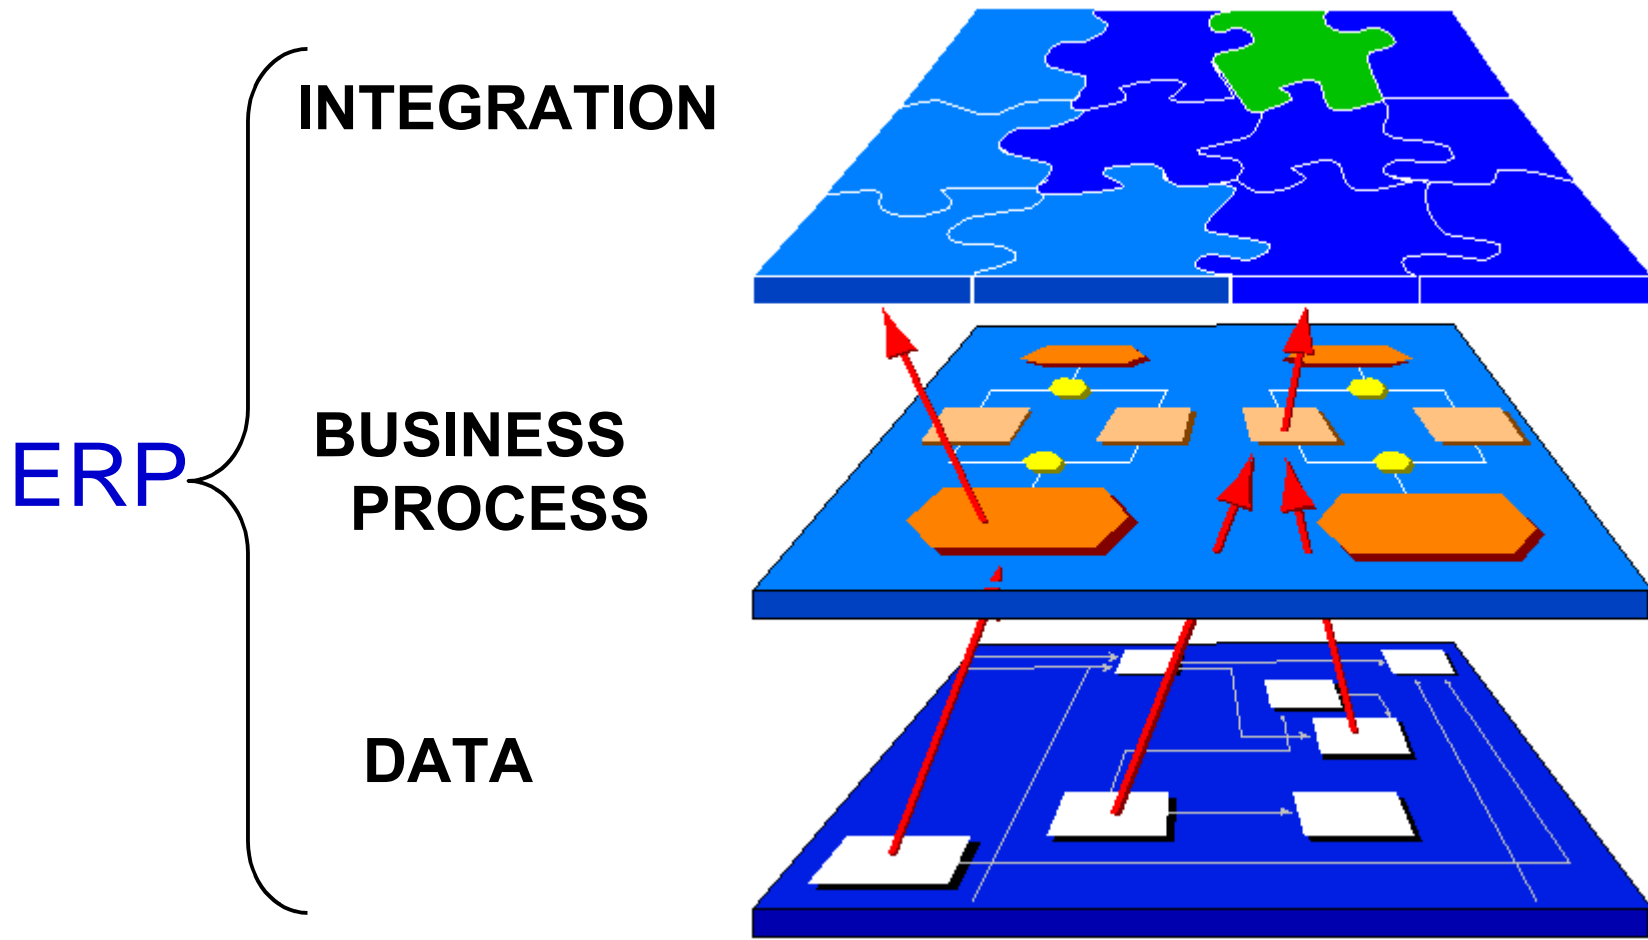 INTEGRATION
ERP
BUSINESS
PROCESS
DATA